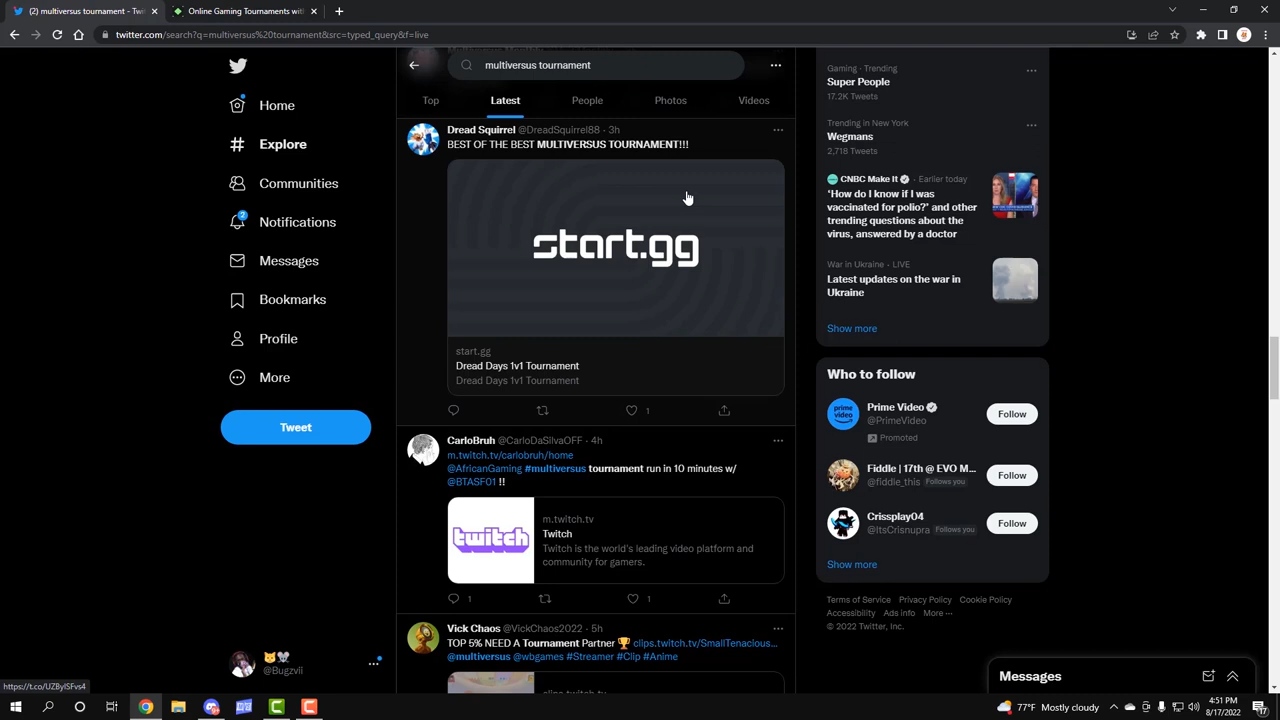 (2) multiversus tournament - Twi
Online Gaming Tournaments wit
twitter.com/search?q=multiversus%20tournament&src=typed_query&f=live
Home
Explore
Communities
2
Notifications
Messages
Bookmarks
Profile
More
Tweet
@Bugzvii
https://t.co/UZBylSFvs4
multiversus tournament
Top
Latest
People
Photos
Videos
Dread Squirrel @DreadSquirrel88 · 3h
BEST OF THE BEST MULTIVERSUS TOURNAMENT!!!
start.gg
start.gg
Dread Days 1v1 Tournament
Dread Days 1v1 Tournament
1
CarloBruh @CarloDaSilvaOFF · 4h
m.twitch.tv/carlobruh/home
@AfricanGaming #multiversus tournament run in 10 minutes w/
@BTASF01 !!
twitch
m.twitch.tv
Twitch
Twitch is the world's leading video platform and
community for gamers.
1
1
Vick Chaos @VickChaos2022 · 5h
TOP 5% NEED A Tournament Partner 🏆 clips.twitch.tv/SmallTenacious...
@multiversus @wbgames #Streamer #Clip #Anime
clips.twitch.tv
Gaming · Trending
Super People
17.2K Tweets
Trending in New York
Wegmans
2,718 Tweets
CNBC Make It · Earlier today
'How do I know if I was
vaccinated for polio?' and other
trending questions about the
virus, answered by a doctor
War in Ukraine · LIVE
Latest updates on the war in
Ukraine
Show more
Who to follow
prime
video
Prime Video
@PrimeVideo
Promoted
Follow
Fiddle | 17th @ EVO M...
@fiddle_this Follows you
Follow
Crissplay04
@ItsCrisnupra Follows you
Follow
Show more
Terms of Service Privacy Policy Cookie Policy
Accessibility Ads info More ...
© 2022 Twitter, Inc.
Messages
77°F Mostly cloudy
4:51 PM
8/17/2022